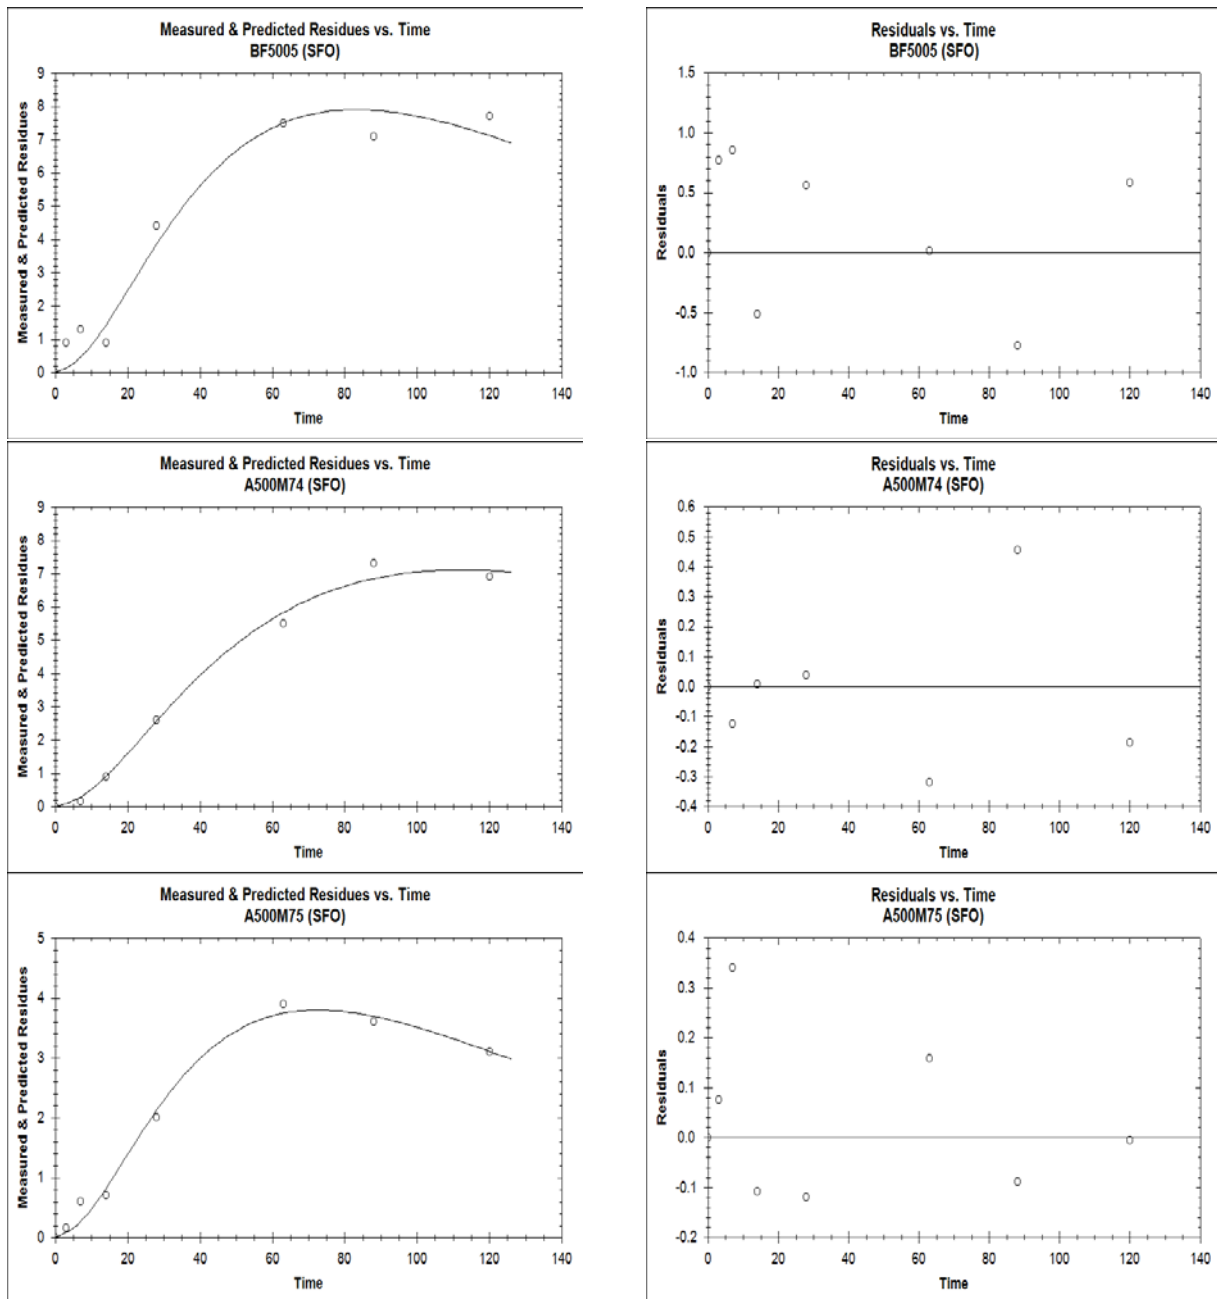 Measured & Predicted Residues vs. Time
BF5005 (SFO)
Measured & Predicted Residues
9
8
7
6
5
4
3
2
1
0
0 20 40 60 80 100 120 140
Time
Residuals vs. Time
BF5005 (SFO)
Residuals
1.5
1.0
0.5
0.0
-0.5
-1.0
0 20 40 60 80 100 120 140
Time
Measured & Predicted Residues vs. Time
A500M74 (SFO)
Measured & Predicted Residues
9
8
7
6
5
4
3
2
1
0
0 20 40 60 80 100 120 140
Time
Residuals vs. Time
A500M74 (SFO)
Residuals
0.6
0.5
0.4
0.3
0.2
0.1
0.0
-0.1
-0.2
-0.3
-0.4
0 20 40 60 80 100 120 140
Time
Measured & Predicted Residues vs. Time
A500M75 (SFO)
Measured & Predicted Residues
5
4
3
2
1
0
0 20 40 60 80 100 120 140
Time
Residuals vs. Time
A500M75 (SFO)
Residuals
0.4
0.3
0.2
0.1
0.0
-0.1
-0.2
0 20 40 60 80 100 120 140
Time